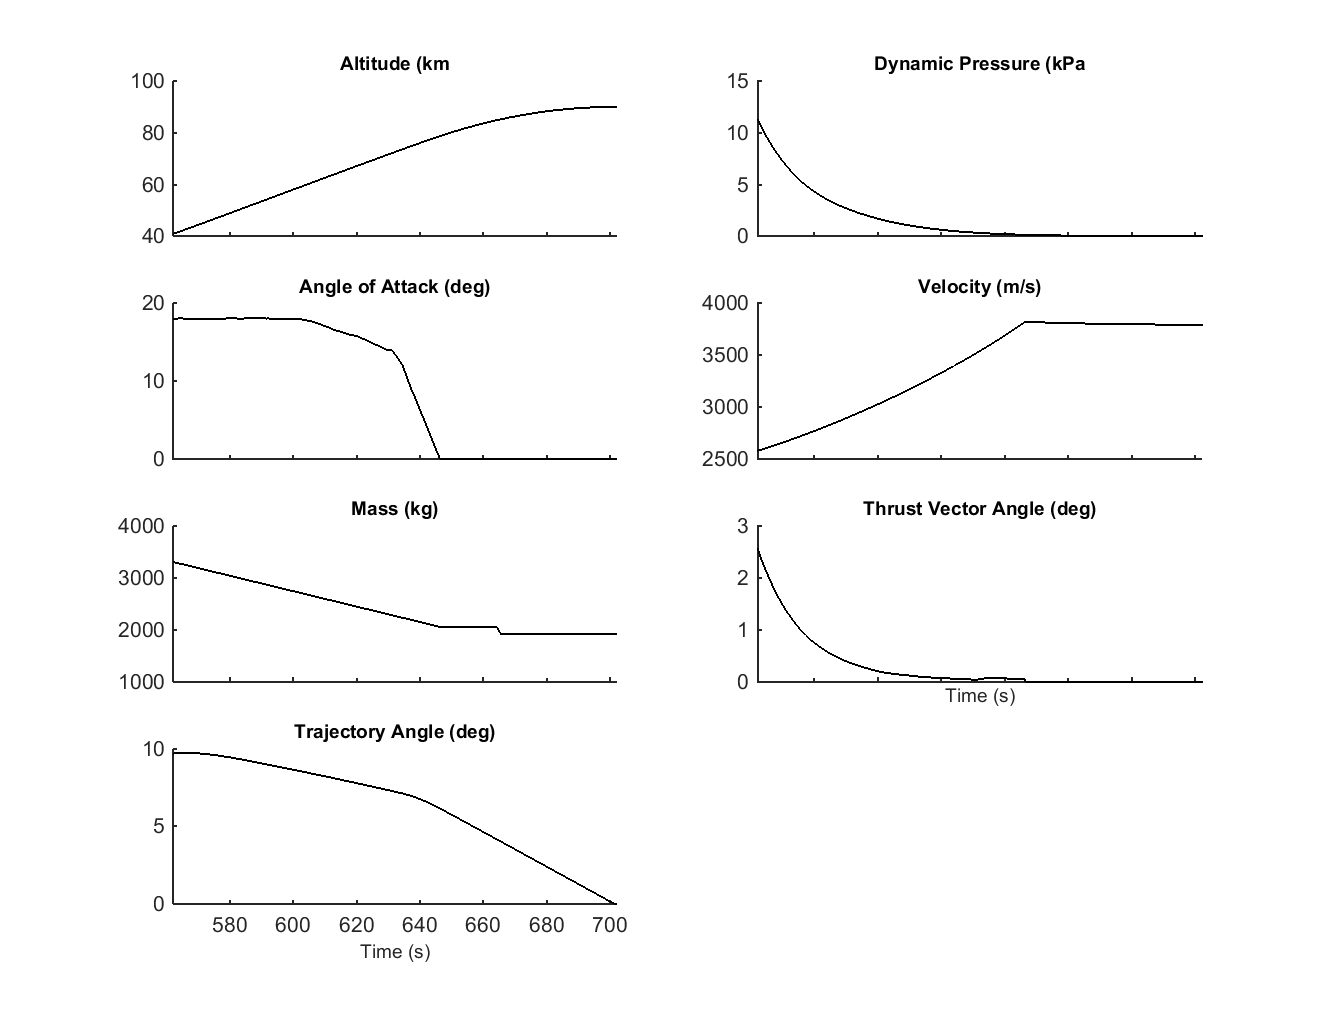 Altitude (km
100
80
60
40
Dynamic Pressure (kPa
15
10
5
0
Angle of Attack (deg)
20
10
0
Velocity (m/s)
4000
3500
3000
2500
Mass (kg)
4000
3000
2000
1000
Thrust Vector Angle (deg)
3
2
1
0
Time (s)
Trajectory Angle (deg)
10
5
0
580 600 620 640 660 680 700
Time (s)